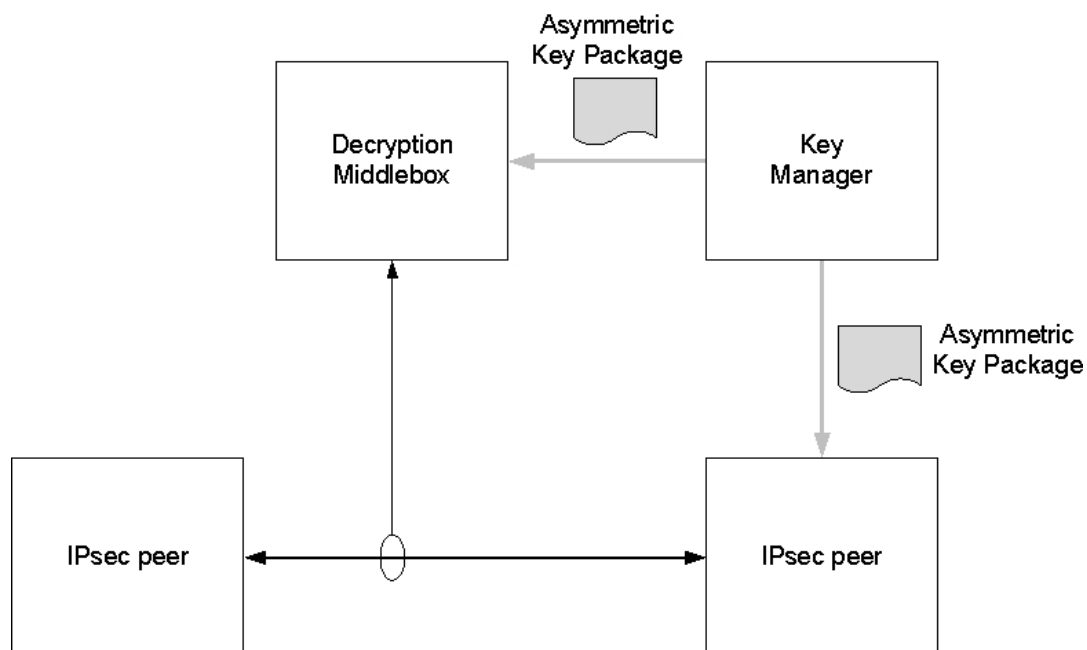 Asymmetric
Key Package
Decryption
Middlebox
Key
Manager
Asymmetric
Key Package
IPsec peer
IPsec peer